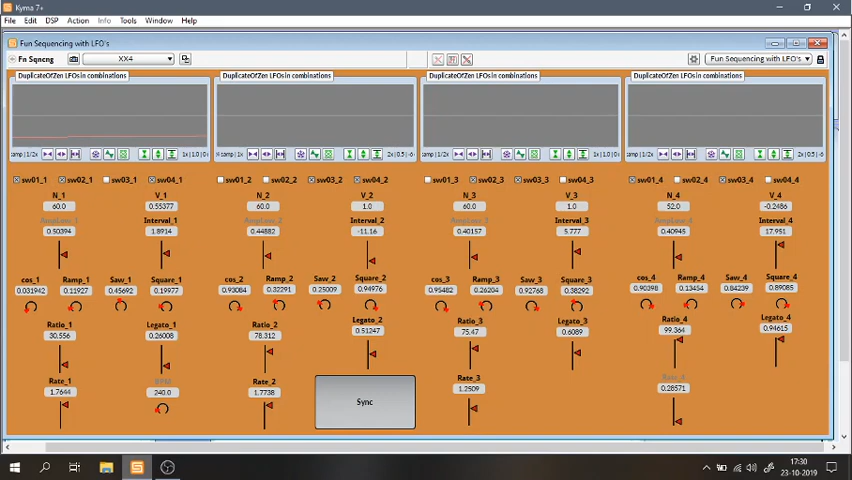 Kyma 7+
File Edit DSP Action Info Tools Window Help
Fun Sequencing with LFO's
Fn Sqncng XX4 Fun Sequencing with LFO's
DuplicateOfZen LFOs in combinations DuplicateOfZen LFOs in combinations DuplicateOfZen LFOs in combinations DuplicateOfZen LFOs in combinations
sw01_1 sw02_1 sw03_1 sw04_1 sw01_2 sw02_2 sw03_2 sw04_2 sw01_3 sw02_3 sw03_3 sw04_3 sw01_4 sw02_4 sw03_4 sw04_4
N_1 V_1 N_2 V_2 N_3 V_3 N_4 V_4
60.0 0.55377 60.0 1.0 60.0 1.0 52.0 -0.2486
Interval_1 Interval_2 Interval_3 Interval_4
0.50394 1.8914 0.44882 -11.16 0.40157 5.777 0.40945 17.951
cos_1 Ramp_1 Saw_1 Square_1 cos_2 Ramp_2 Saw_2 Square_2 cos_3 Ramp_3 Saw_3 Square_3 cos_4 Ramp_4 Saw_4 Square_4
0.031942 0.11927 0.45692 0.19977 0.93084 0.32291 0.25009 0.94976 0.95482 0.26204 0.92768 0.38292 0.90398 0.13454 0.84239 0.89085
Ratio_1 Legato_1 Ratio_2 Legato_2 Ratio_3 Legato_3 Ratio_4 Legato_4
30.556 0.26008 78.312 0.51247 75.47 0.6089 99.364 0.94615
Rate_1 BPM Rate_2 Rate_3
1.7644 240.0 1.7738 1.2509 0.28571
Sync
17:30
23-10-2019